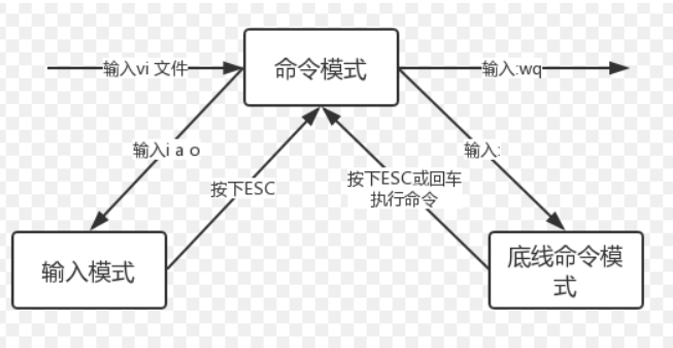 输入vi 文件
命令模式
输入:wq
输入i a o
输入:
按下ESC
按下ESC或回车
执行命令
输入模式
底线命令模
式